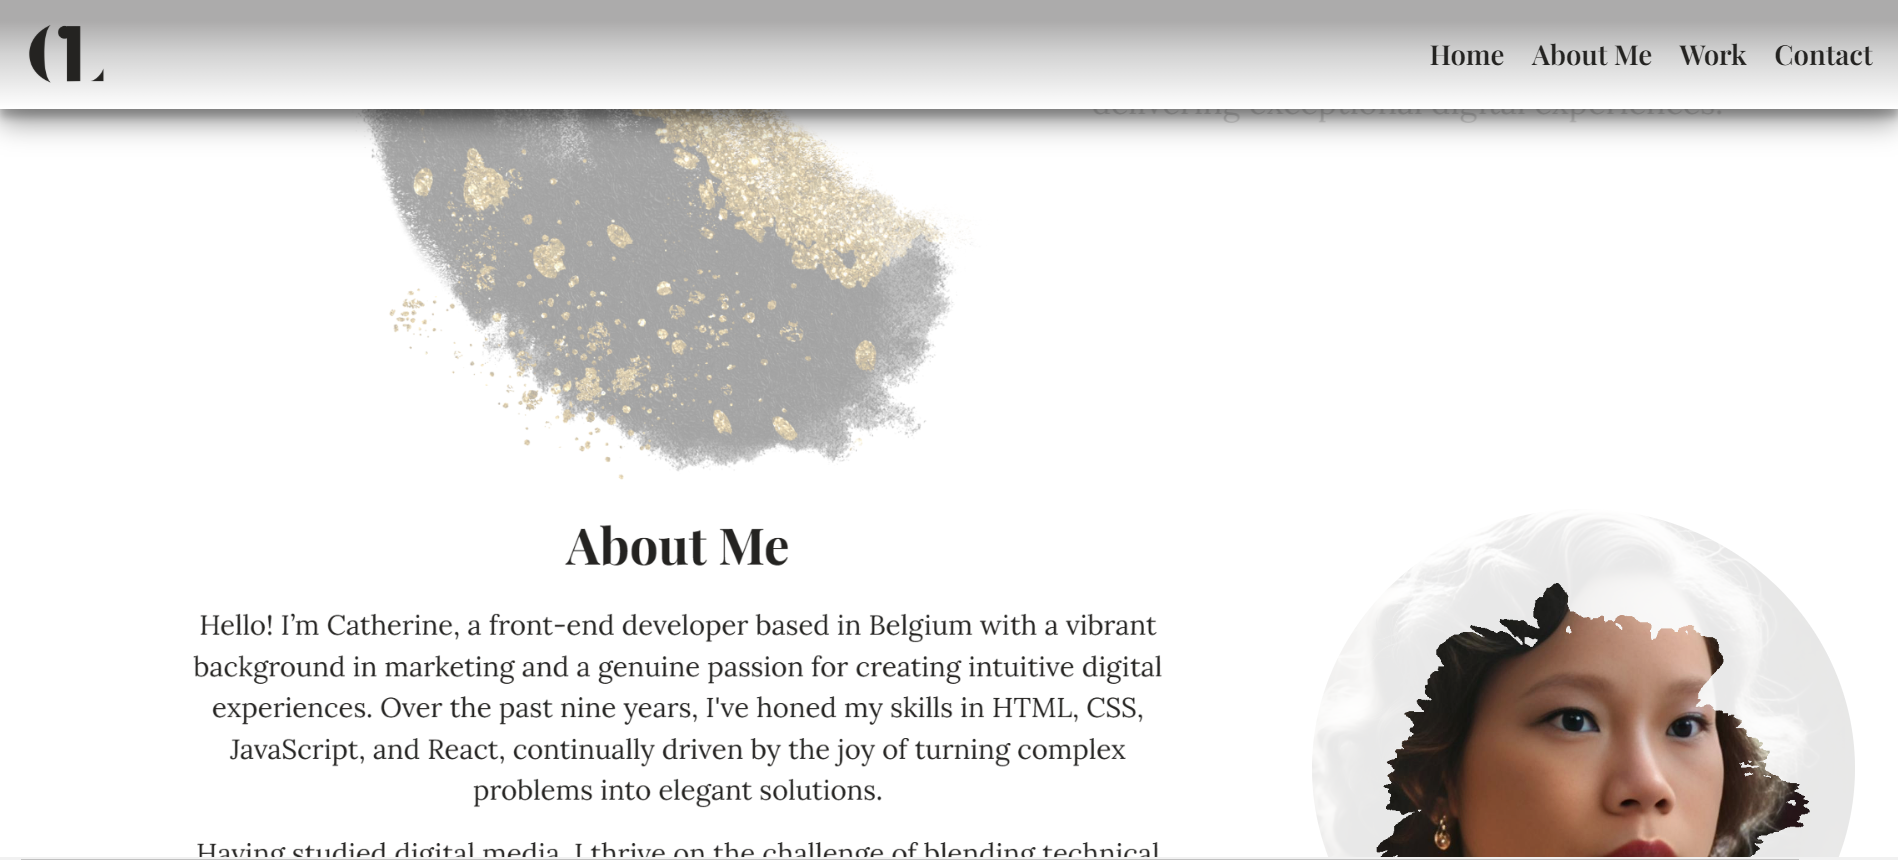 CL
Home About Me Work Contact
delivering exceptional digital experiences.
About Me
Hello! I’m Catherine, a front-end developer based in Belgium with a vibrant
background in marketing and a genuine passion for creating intuitive digital
experiences. Over the past nine years, I've honed my skills in HTML, CSS,
JavaScript, and React, continually driven by the joy of turning complex
problems into elegant solutions.
Having studied digital media, I thrive on the challenge of blending technical